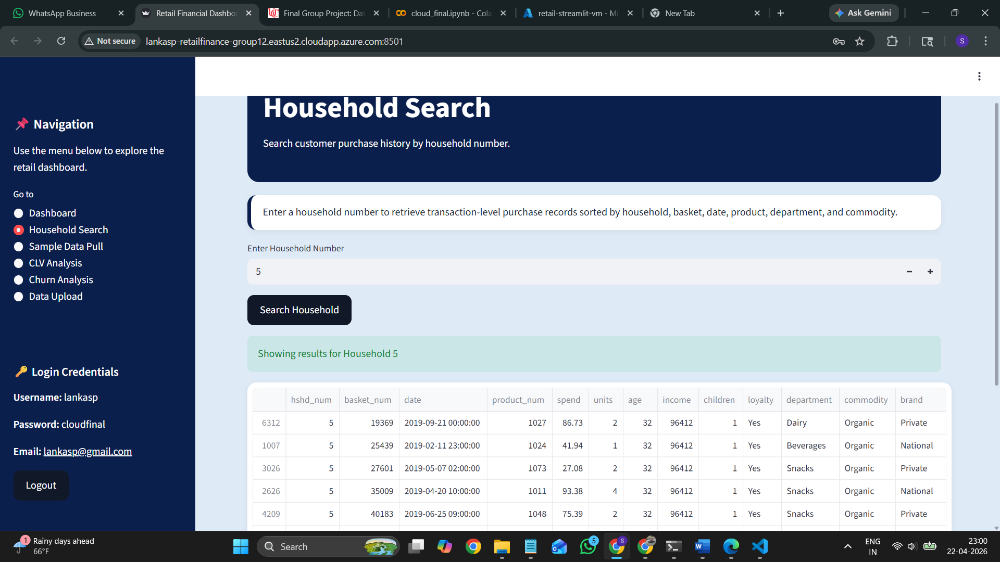 WhatsApp Business
Retail Financial Dashbo
Final Group Project: Dat
cloud_final.ipynb - Cola
retail-streamlit-vm - Mi
New Tab
Ask Gemini
Not secure
lankasp-retailfinance-group12.eastus2.cloudapp.azure.com:8501
S
Navigation
Use the menu below to explore the
retail dashboard.
Go to
Dashboard
Household Search
Sample Data Pull
CLV Analysis
Churn Analysis
Data Upload
Login Credentials
Username: lankasp
Password: cloudfinal
Email: lankasp@gmail.com
Logout
Household Search
Search customer purchase history by household number.
Enter a household number to retrieve transaction-level purchase records sorted by household, basket, date, product, department, and commodity.
Enter Household Number
5
Search Household
Showing results for Household 5
hshd_num basket_num date product_num spend units age income children loyalty department commodity brand
6312 5 19369 2019-09-21 00:00:00 1027 86.73 2 32 96412 1 Yes Dairy Organic Private
1007 5 25439 2019-02-11 23:00:00 1024 41.94 1 32 96412 1 Yes Beverages Organic National
3026 5 27601 2019-05-07 02:00:00 1073 27.08 2 32 96412 1 Yes Snacks Organic Private
2626 5 35009 2019-04-20 10:00:00 1011 93.38 4 32 96412 1 Yes Snacks Organic National
4209 5 40183 2019-06-25 09:00:00 1048 75.39 2 32 96412 1 Yes Snacks Organic Private
1
Rainy days ahead
66°F
Search
5
S
ENG
IN
23:00
22-04-2026